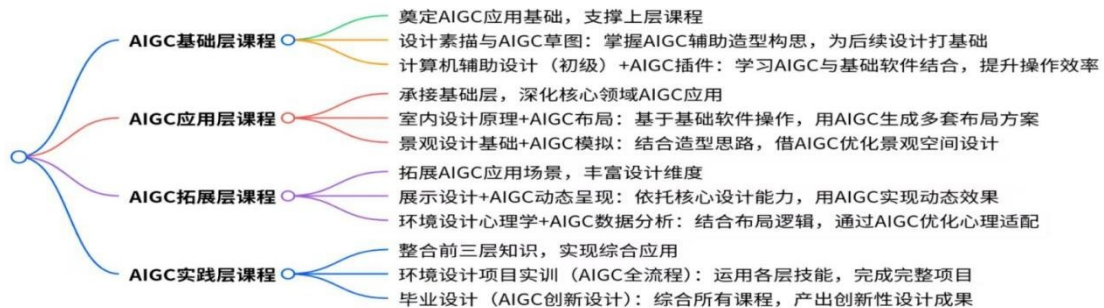 AIGC基础层课程
奠定AIGC应用基础，支撑上层课程
设计素描与AIGC草图：掌握AIGC辅助造型构思，为后续设计打基础
计算机辅助设计（初级）+AIGC插件：学习AIGC与基础软件结合，提升操作效率
AIGC应用层课程
承接基础层，深化核心领域AIGC应用
室内设计原理+AIGC布局：基于基础软件操作，用AIGC生成多套布局方案
景观设计基础+AIGC模拟：结合造型思路，借AIGC优化景观空间设计
AIGC拓展层课程
拓展AIGC应用场景，丰富设计维度
展示设计+AIGC动态呈现：依托核心设计能力，用AIGC实现动态效果
环境设计心理学+AIGC数据分析：结合布局逻辑，通过AIGC优化心理适配
AIGC实践层课程
整合前三层知识，实现综合应用
环境设计项目实训（AIGC全流程）：运用各层技能，完成完整项目
毕业设计（AIGC创新设计）：综合所有课程，产出创新性设计成果